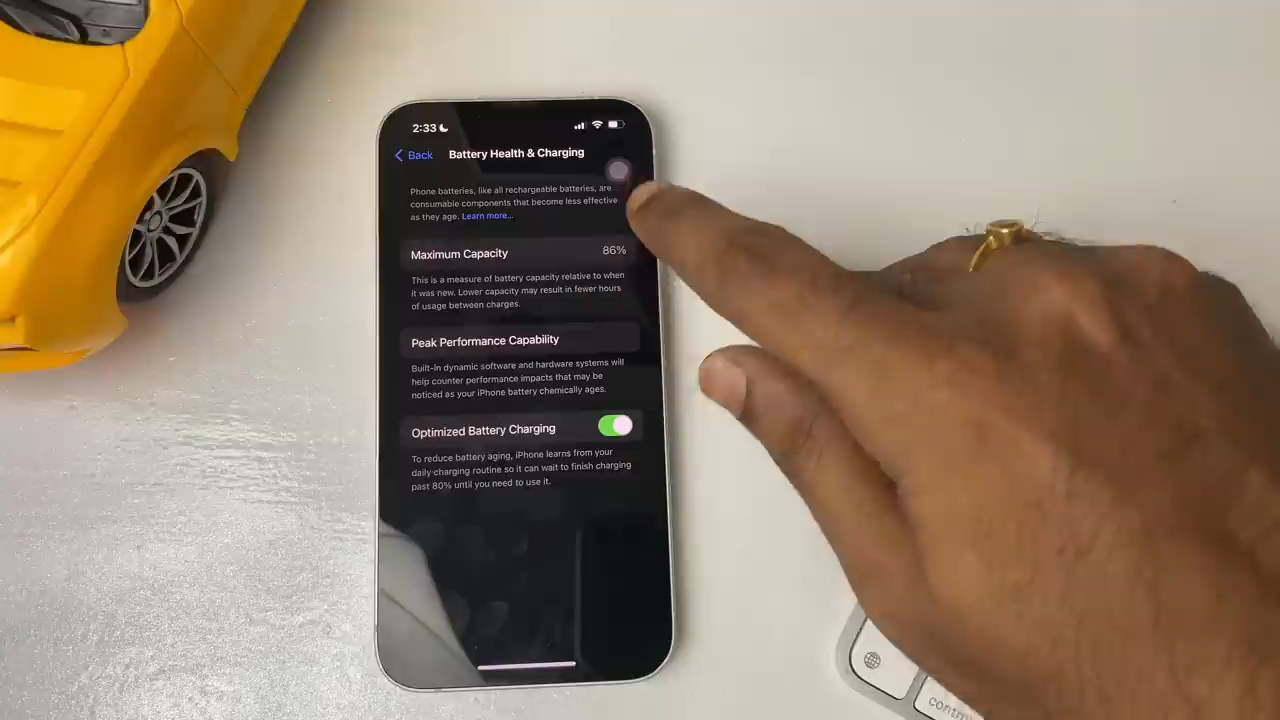 2:33
Back
Battery Health & Charging
Phone batteries, like all rechargeable batteries, are
consumable components that become less effective
as they age. Learn more...
Maximum Capacity 86%
This is a measure of battery capacity relative to when
it was new. Lower capacity may result in fewer hours
of usage between charges.
Peak Performance Capability
Built-in dynamic software and hardware systems will
help counter performance impacts that may be
noticed as your iPhone battery chemically ages.
Optimized Battery Charging
To reduce battery aging, iPhone learns from your
daily charging routine so it can wait to finish charging
past 80% until you need to use it.